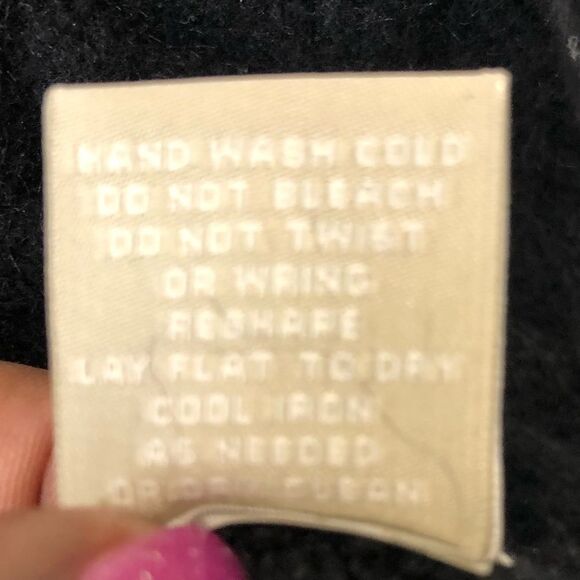 HAND WASH COLD
DO NOT BLEACH
DO NOT TWIST
OR WRING
RESHAPE
LAY FLAT TO DRY
COOL IRON
AS NEEDED
OR DRY CLEAN